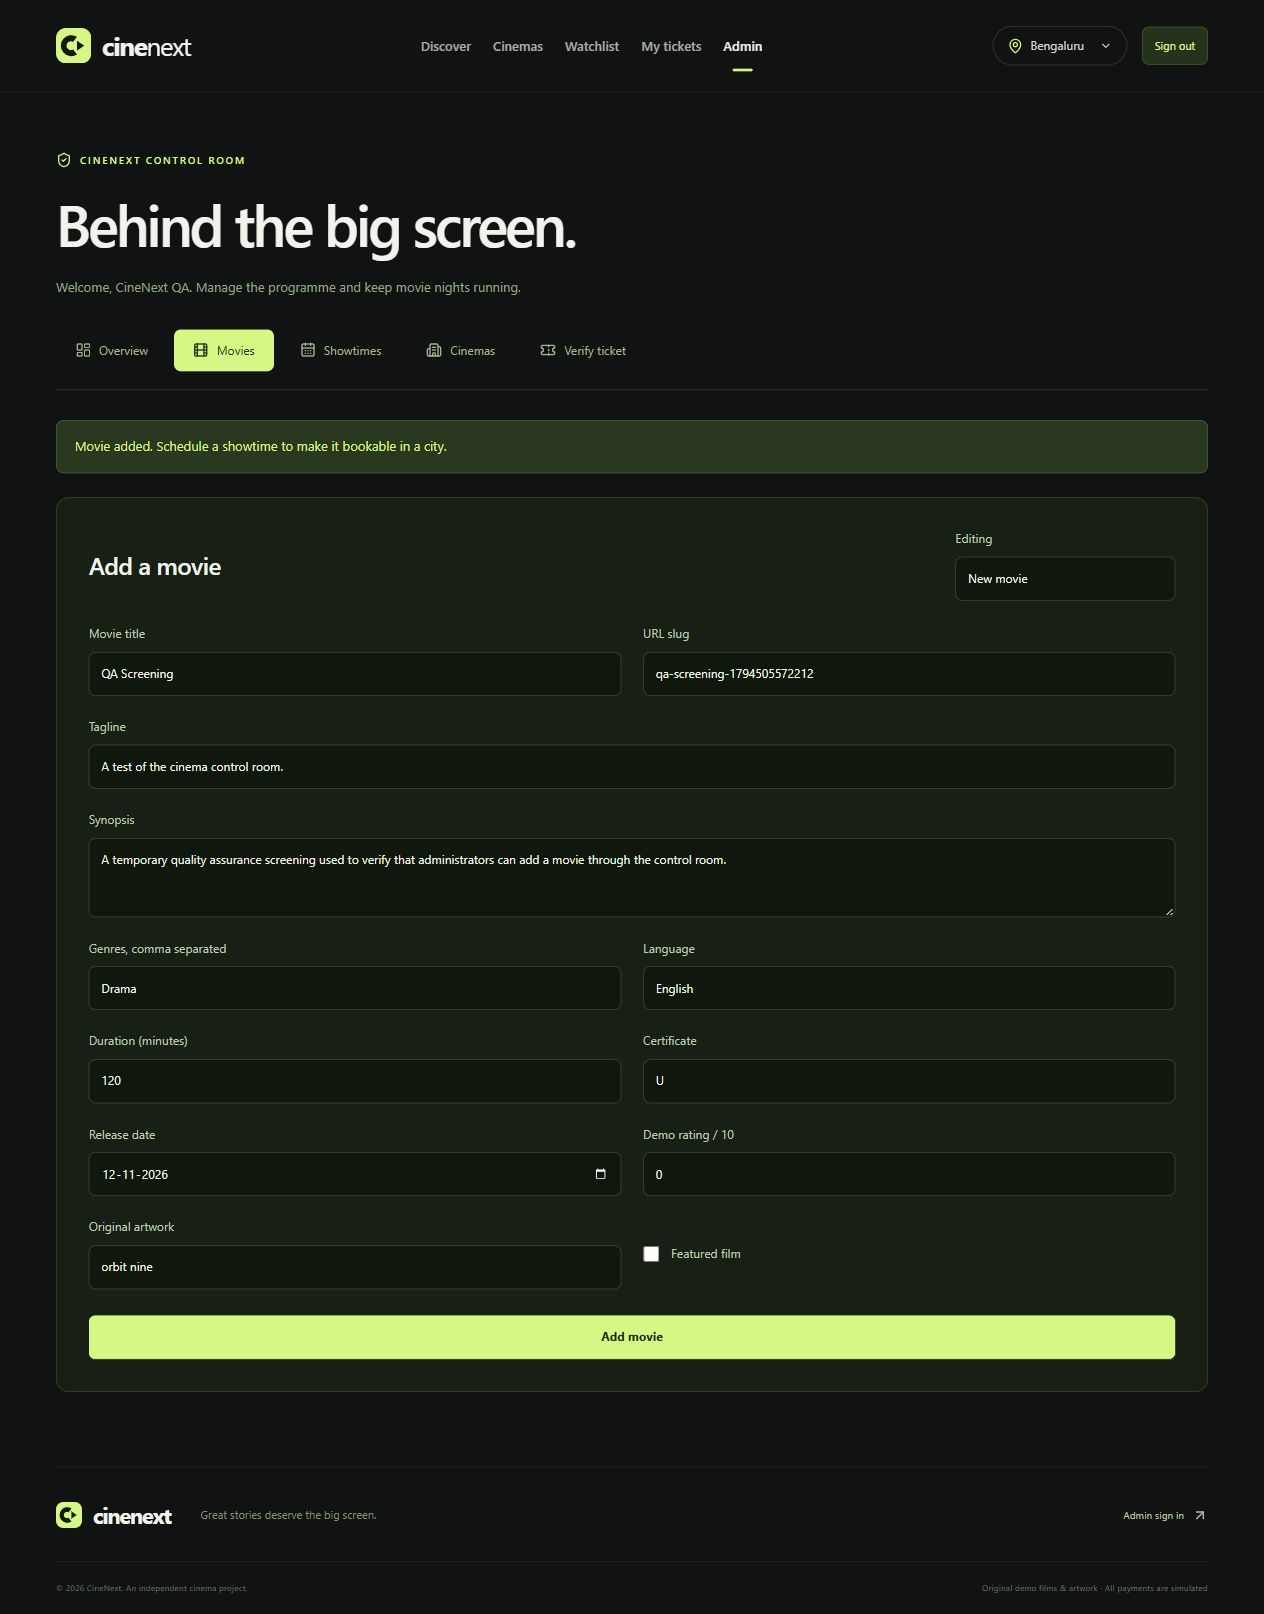 cinenext
Discover Cinemas Watchlist My tickets Admin
Bengaluru
Sign out
CINENEXT CONTROL ROOM
Behind the big screen.
Welcome, CineNext QA. Manage the programme and keep movie nights running.
Overview Movies Showtimes Cinemas Verify ticket
Movie added. Schedule a showtime to make it bookable in a city.
Add a movie
Editing
New movie
Movie title
QA Screening
URL slug
qa-screening-1794505572212
Tagline
A test of the cinema control room.
Synopsis
A temporary quality assurance screening used to verify that administrators can add a movie through the control room.
Genres, comma separated
Drama
Language
English
Duration (minutes)
120
Certificate
U
Release date
12-11-2026
Demo rating / 10
0
Original artwork
orbit nine
Featured film
Add movie
cinenext
Great stories deserve the big screen.
Admin sign in
© 2026 CineNext. An independent cinema project.
Original demo films & artwork · All payments are simulated